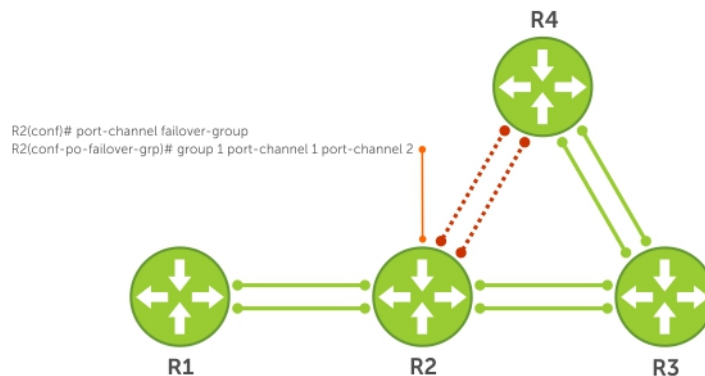 R4
R2(conf)# port-channel failover-group
R2(conf-po-failover-grp)# group 1 port-channel 1 port-channel 2
R1
R2
R3